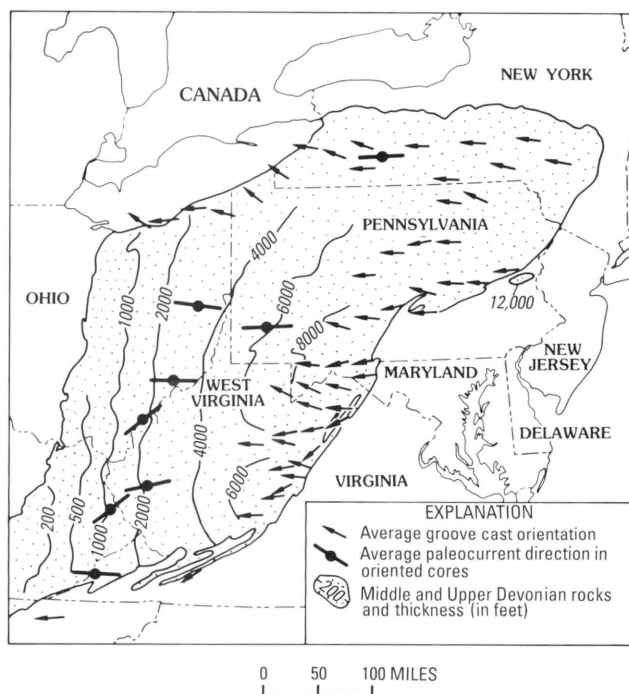 NEW YORK
CANADA
PENNSYLVANIA
4000
OHIO
1000
2000
6000
12,000
8000
NEW
JERSEY
MARYLAND
WEST
VIRGINIA
DELAWARE
4000
6000
VIRGINIA
200
500
1000
2000
EXPLANATION
Average groove cast orientation
Average paleocurrent direction in
oriented cores
200
Middle and Upper Devonian rocks
and thickness (in feet)
0 50 100 MILES